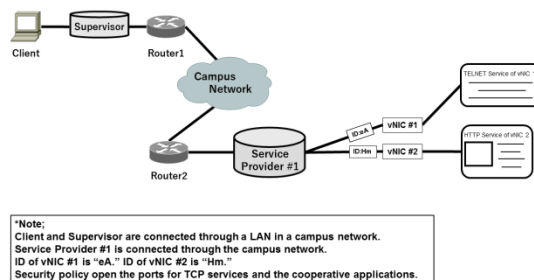 Supervisor
Client
Router1
Campus
Network
Router2
Service
Provider #1
ID:eA
vNIC #1
ID:Hm
vNIC #2
TELNET Service of vNIC 1
HTTP Service of vNIC 2
*Note;
Client and Supervisor are connected through a LAN in a campus network.
Service Provider #1 is connected through the campus network.
ID of vNIC #1 is “eA.” ID of vNIC #2 is “Hm.”
Security policy open the ports for TCP services and the cooperative applications.